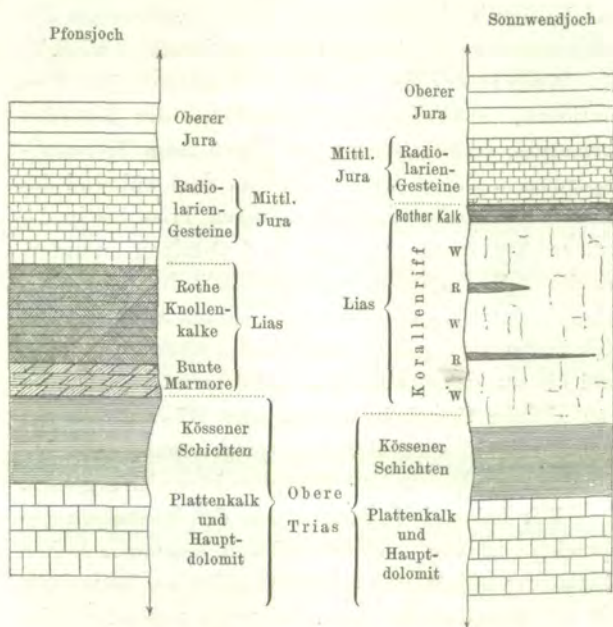 Pfonsjoch
Oberer
Jura
Radio-
larien-
Gesteine
Mittl.
Jura
Rothe
Knollen-
kalke
Bunte
Marmore
Lias
Kössener
Schichten
Plattenkalk
und
Haupt-
dolomit
Obere
Trias
Sonnwendjoch
Oberer
Jura
Mittl.
Jura
Radio-
larien-
Gesteine
Rother Kalk
Lias
Korallenriff
W
R
W
R
W
Kössener
Schichten
Plattenkalk
und
Haupt-
dolomit